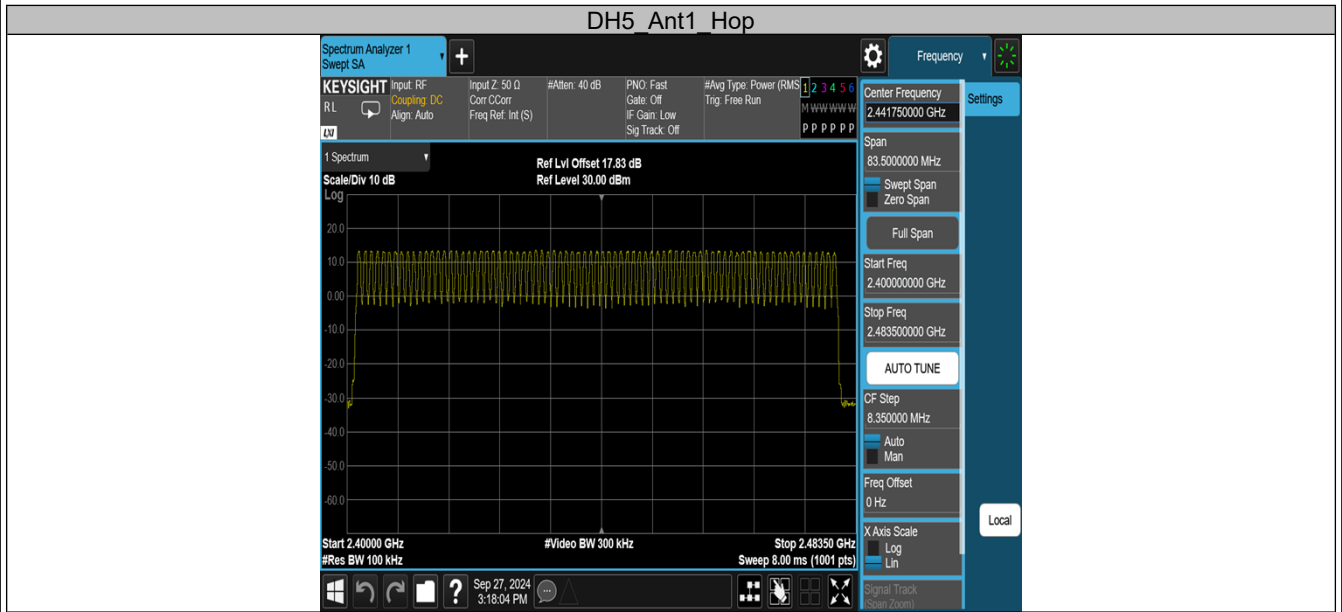 DH5_Ant1_Hop
Spectrum Analyzer 1
Swept SA
+
Frequency
KEYSIGHT
RL
LXI
Input: RF
Coupling: DC
Align: Auto
Input Z: 50 Ω
Corr CCorr
Freq Ref: Int (S)
#Atten: 40 dB
PNO: Fast
Gate: Off
IF Gain: Low
Sig Track: Off
#Avg Type: Power (RMS
Trig: Free Run
1 2 3 4 5 6
M W W W W W
P P P P P P
Center Frequency
2.441750000 GHz
Settings
Span
83.5000000 MHz
Swept Span
Zero Span
Full Span
Start Freq
2.400000000 GHz
Stop Freq
2.483500000 GHz
AUTO TUNE
CF Step
8.350000 MHz
Auto
Man
Freq Offset
0 Hz
X Axis Scale
Log
Lin
Signal Track
(Span Zoom)
Local
1 Spectrum
Scale/Div 10 dB
Ref Lvl Offset 17.83 dB
Ref Level 30.00 dBm
Log
20.0
10.0
0.00
-10.0
-20.0
-30.0
-40.0
-50.0
-60.0
Start 2.40000 GHz
#Video BW 300 kHz
Stop 2.48350 GHz
#Res BW 100 kHz
Sweep 8.00 ms (1001 pts)
?
Sep 27, 2024
3:18:04 PM